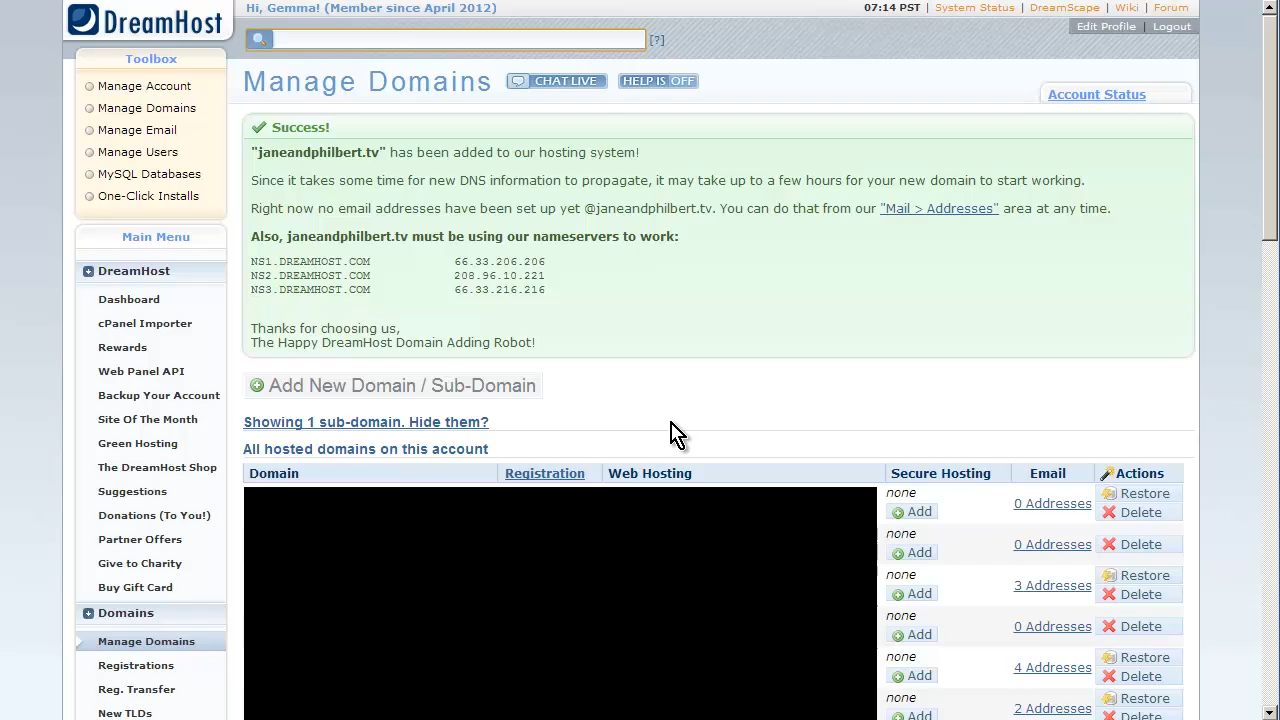 DreamHost
Hi, Gemma! (Member since April 2012)
07:14 PST | System Status | DreamScape | Wiki | Forum
Edit Profile | Logout
[?]
Toolbox
Manage Account
Manage Domains
Manage Email
Manage Users
MySQL Databases
One-Click Installs
Main Menu
DreamHost
Dashboard
cPanel Importer
Rewards
Web Panel API
Backup Your Account
Site Of The Month
Green Hosting
The DreamHost Shop
Suggestions
Donations (To You!)
Partner Offers
Give to Charity
Buy Gift Card
Domains
Manage Domains
Registrations
Reg. Transfer
New TLDs
Manage Domains CHAT LIVE HELP IS OFF
Account Status
Success!
"janeandphilbert.tv" has been added to our hosting system!
Since it takes some time for new DNS information to propagate, it may take up to a few hours for your new domain to start working.
Right now no email addresses have been set up yet @janeandphilbert.tv. You can do that from our "Mail > Addresses" area at any time.
Also, janeandphilbert.tv must be using our nameservers to work:
NS1.DREAMHOST.COM 66.33.206.206
NS2.DREAMHOST.COM 208.96.10.221
NS3.DREAMHOST.COM 66.33.216.216
Thanks for choosing us,
The Happy DreamHost Domain Adding Robot!
Add New Domain / Sub-Domain
Showing 1 sub-domain. Hide them?
All hosted domains on this account
Domain Registration Web Hosting Secure Hosting Email Actions
none Restore
Add 0 Addresses Delete
none
Add 0 Addresses Delete
none Restore
Add 3 Addresses Delete
none
Add 0 Addresses Delete
none Restore
Add 4 Addresses Delete
none Restore
Add 2 Addresses Delete